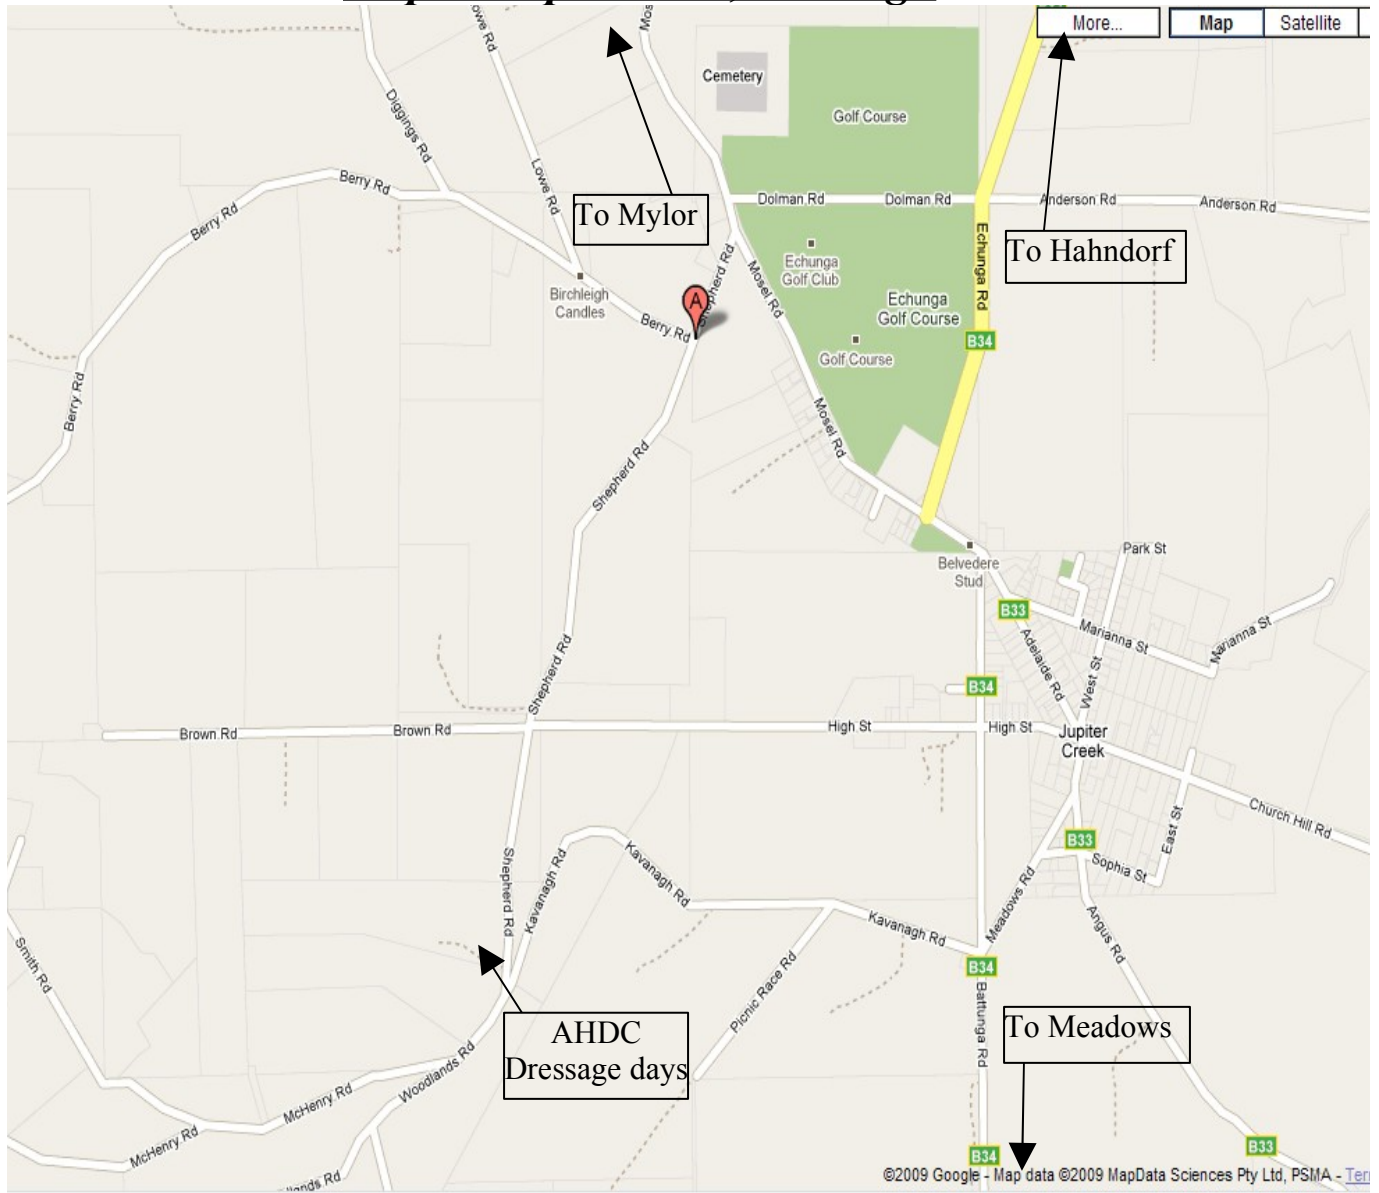 More...
Map
Satellite
Cemetery
Golf Course
Diggings Rd
Lowe Rd
Berry Rd
Dolman Rd
Dolman Rd
Anderson Rd
Anderson Rd
To Mylor
Berry Rd
To Hahndorf
Echunga
Golf Club
Echunga Rd
Shepherd Rd
Mosel Rd
Birchleigh
Candles
A
Echunga
Golf Course
Berry Rd
B34
Golf Course
Berry Rd
Mosel Rd
Shepherd Rd
Park St
Belvedere
Stud
B33
Marianna St
Marianna St
Adelaide Rd
Shepherd Rd
West St
B34
Brown Rd
Brown Rd
High St
High St
Jupiter
Creek
Church Hill Rd
East St
B33
Sophia St
Shepherd Rd
Kavanagh Rd
Kavanagh Rd
Meadows Rd
Kavanagh Rd
Angus Rd
Smith Rd
B34
Picnic Race Rd
Battunga Rd
AHDC
Dressage days
To Meadows
Woodlands Rd
McHenry Rd
McHenry Rd
B34
B33
©2009 Google - Map data ©2009 MapData Sciences Pty Ltd, PSMA -